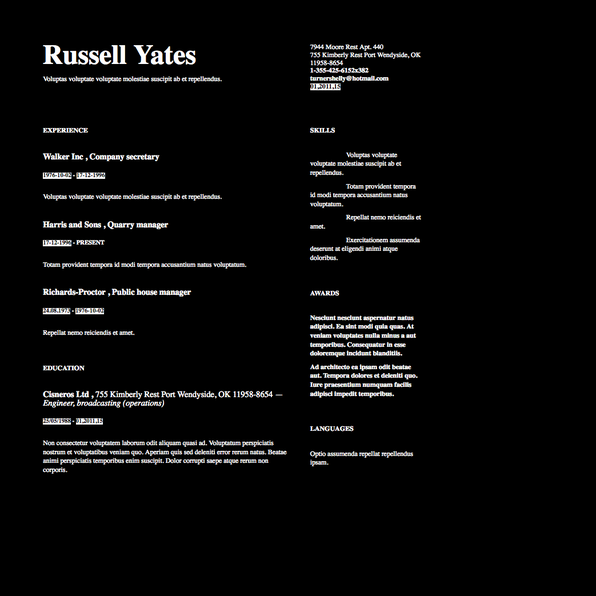 Russell Yates
Voluptas voluptate voluptate molestiae suscipit ab et repellendus.
7944 Moore Rest Apt. 440
755 Kimberly Rest Port Wendyside, OK
11958-8654
1-355-425-6152x382
turnershelly@hotmail.com
01.2011.15
EXPERIENCE
Walker Inc , Company secretary
1976-10-02 - 17-12-1996
Voluptas voluptate voluptate molestiae suscipit ab et repellendus.
Harris and Sons , Quarry manager
17-12-1996 - PRESENT
Totam provident tempora id modi tempora accusantium natus voluptatum.
Richards-Proctor , Public house manager
24.08.1973 - 1976-10-02
Repellat nemo reiciendis et amet.
EDUCATION
Cisneros Ltd , 755 Kimberly Rest Port Wendyside, OK 11958-8654 —
Engineer, broadcasting (operations)
25/05/1988 - 01.2011.15
Non consectetur voluptatem laborum odit aliquam quasi ad. Voluptatum perspiciatis
nostrum et voluptatibus veniam quo. Aperiam quis sed deleniti error rerum natus. Beatae
animi perspiciatis temporibus enim suscipit. Dolor corrupti saepe atque rerum non
corporis.
SKILLS
Voluptas voluptate
voluptate molestiae suscipit ab et
repellendus.
Totam provident tempora
id modi tempora accusantium natus
voluptatum.
Repellat nemo reiciendis et
amet.
Exercitationem assumenda
deserunt at eligendi animi atque
doloribus.
AWARDS
Nesciunt nesciunt aspernatur natus
adipisci. Ea sint modi quia quas. At
veniam voluptates nulla minus a aut
temporibus. Consequatur in esse
doloremque incidunt blanditiis.
Ad architecto ea ipsam odit beatae
aut. Tempora dolores et deleniti quo.
Iure praesentium numquam facilis
adipisci impedit temporibus.
LANGUAGES
Optio assumenda repellat repellendus
ipsam.